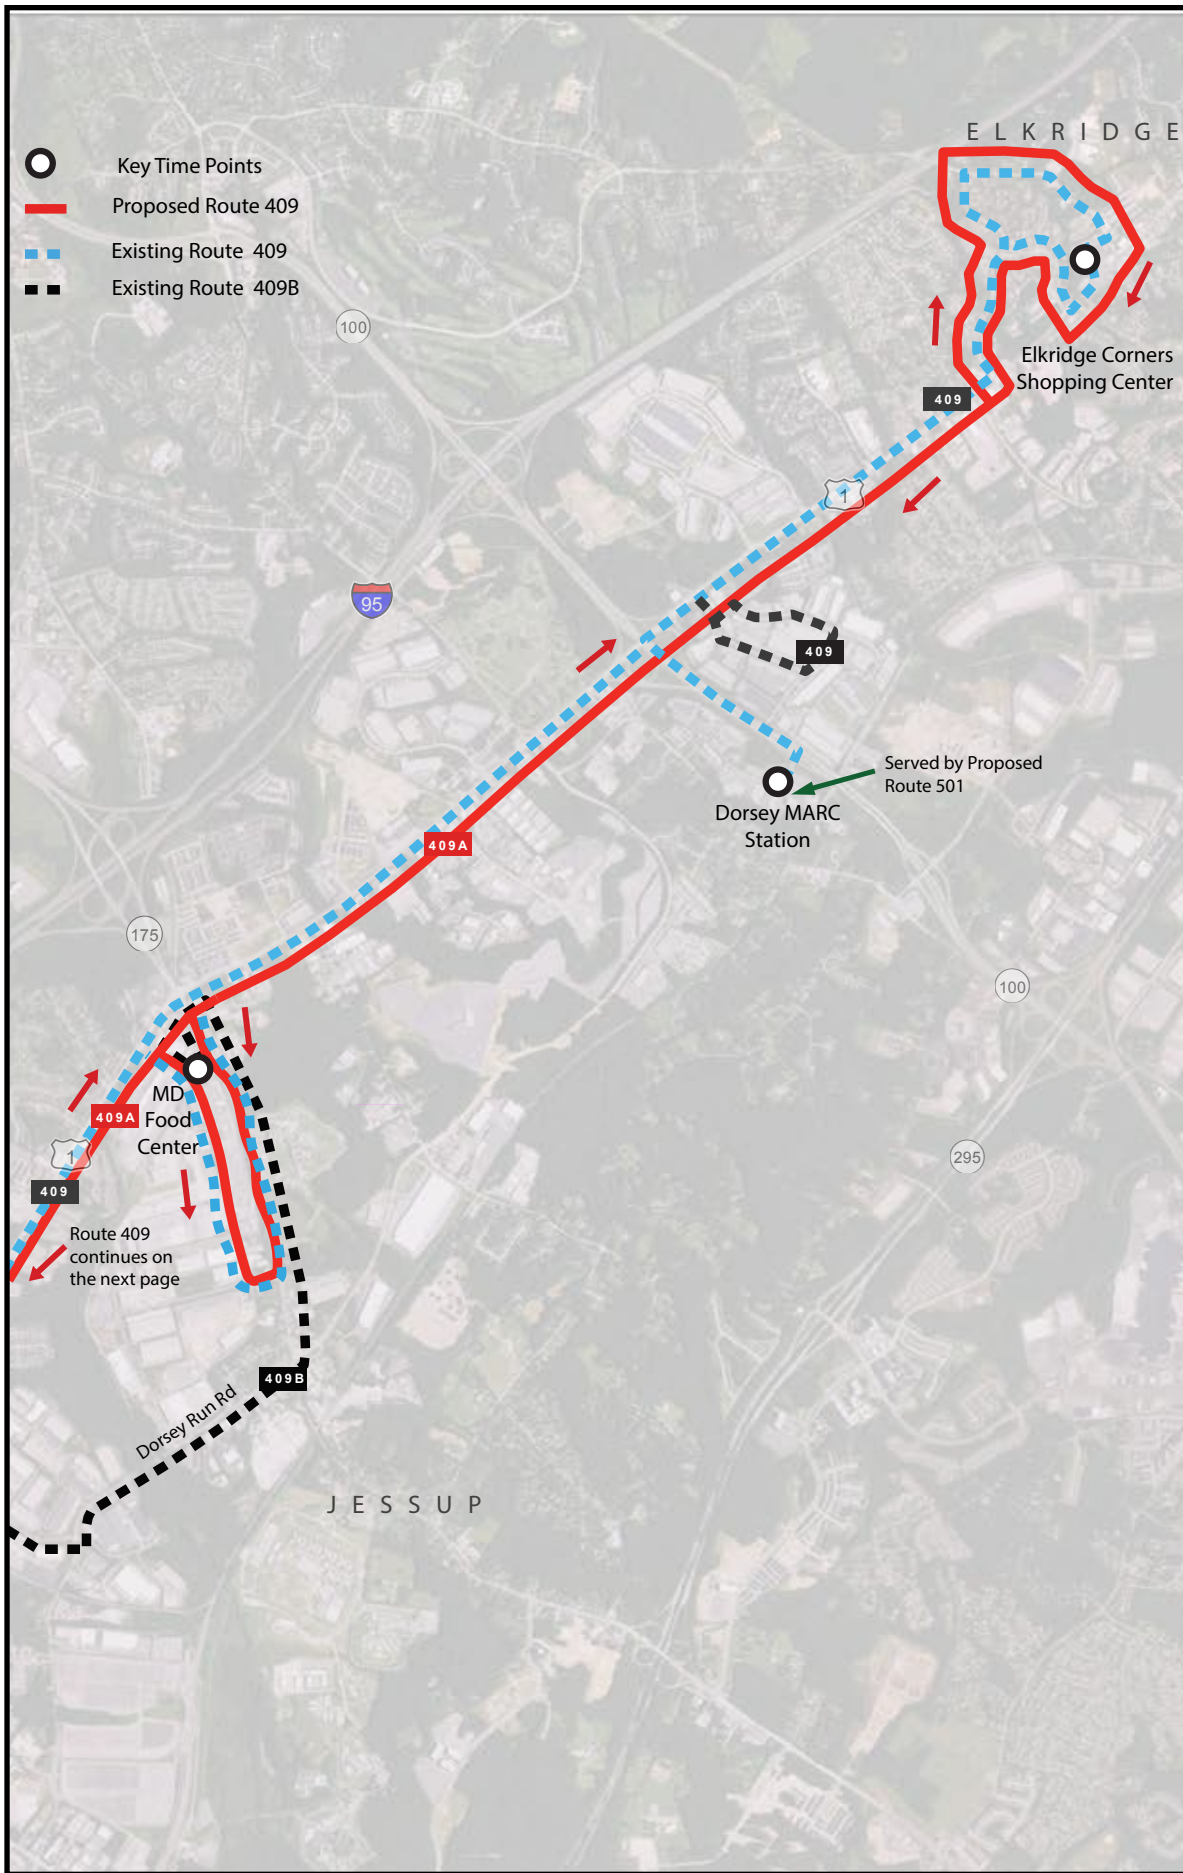 ELKRIDGE
Key Time Points
Proposed Route 409
Existing Route 409
Existing Route 409B
100
Elkridge Corners
Shopping Center
409
1
95
409
Served by Proposed
Route 501
Dorsey MARC
Station
409A
175
100
MD
Food
Center
409A
1
409
295
Route 409
continues on
the next page
409B
Dorsey Run Rd
JESSUP